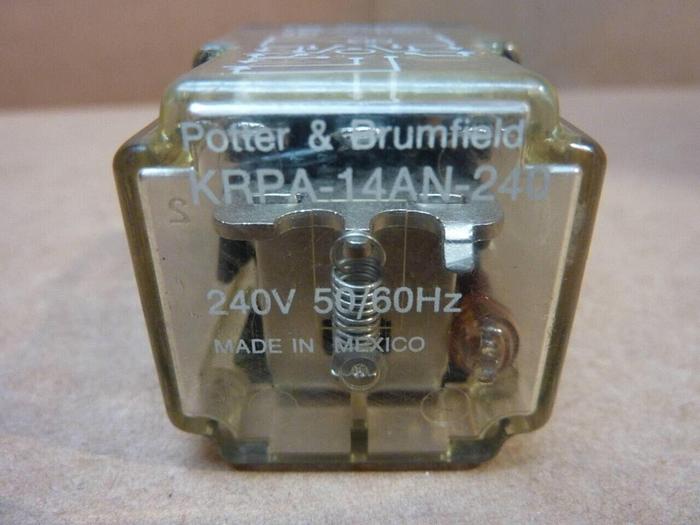 Potter & Brumfield
KRPA-14AN-240
240V 50/60Hz
MADE IN MEXICO